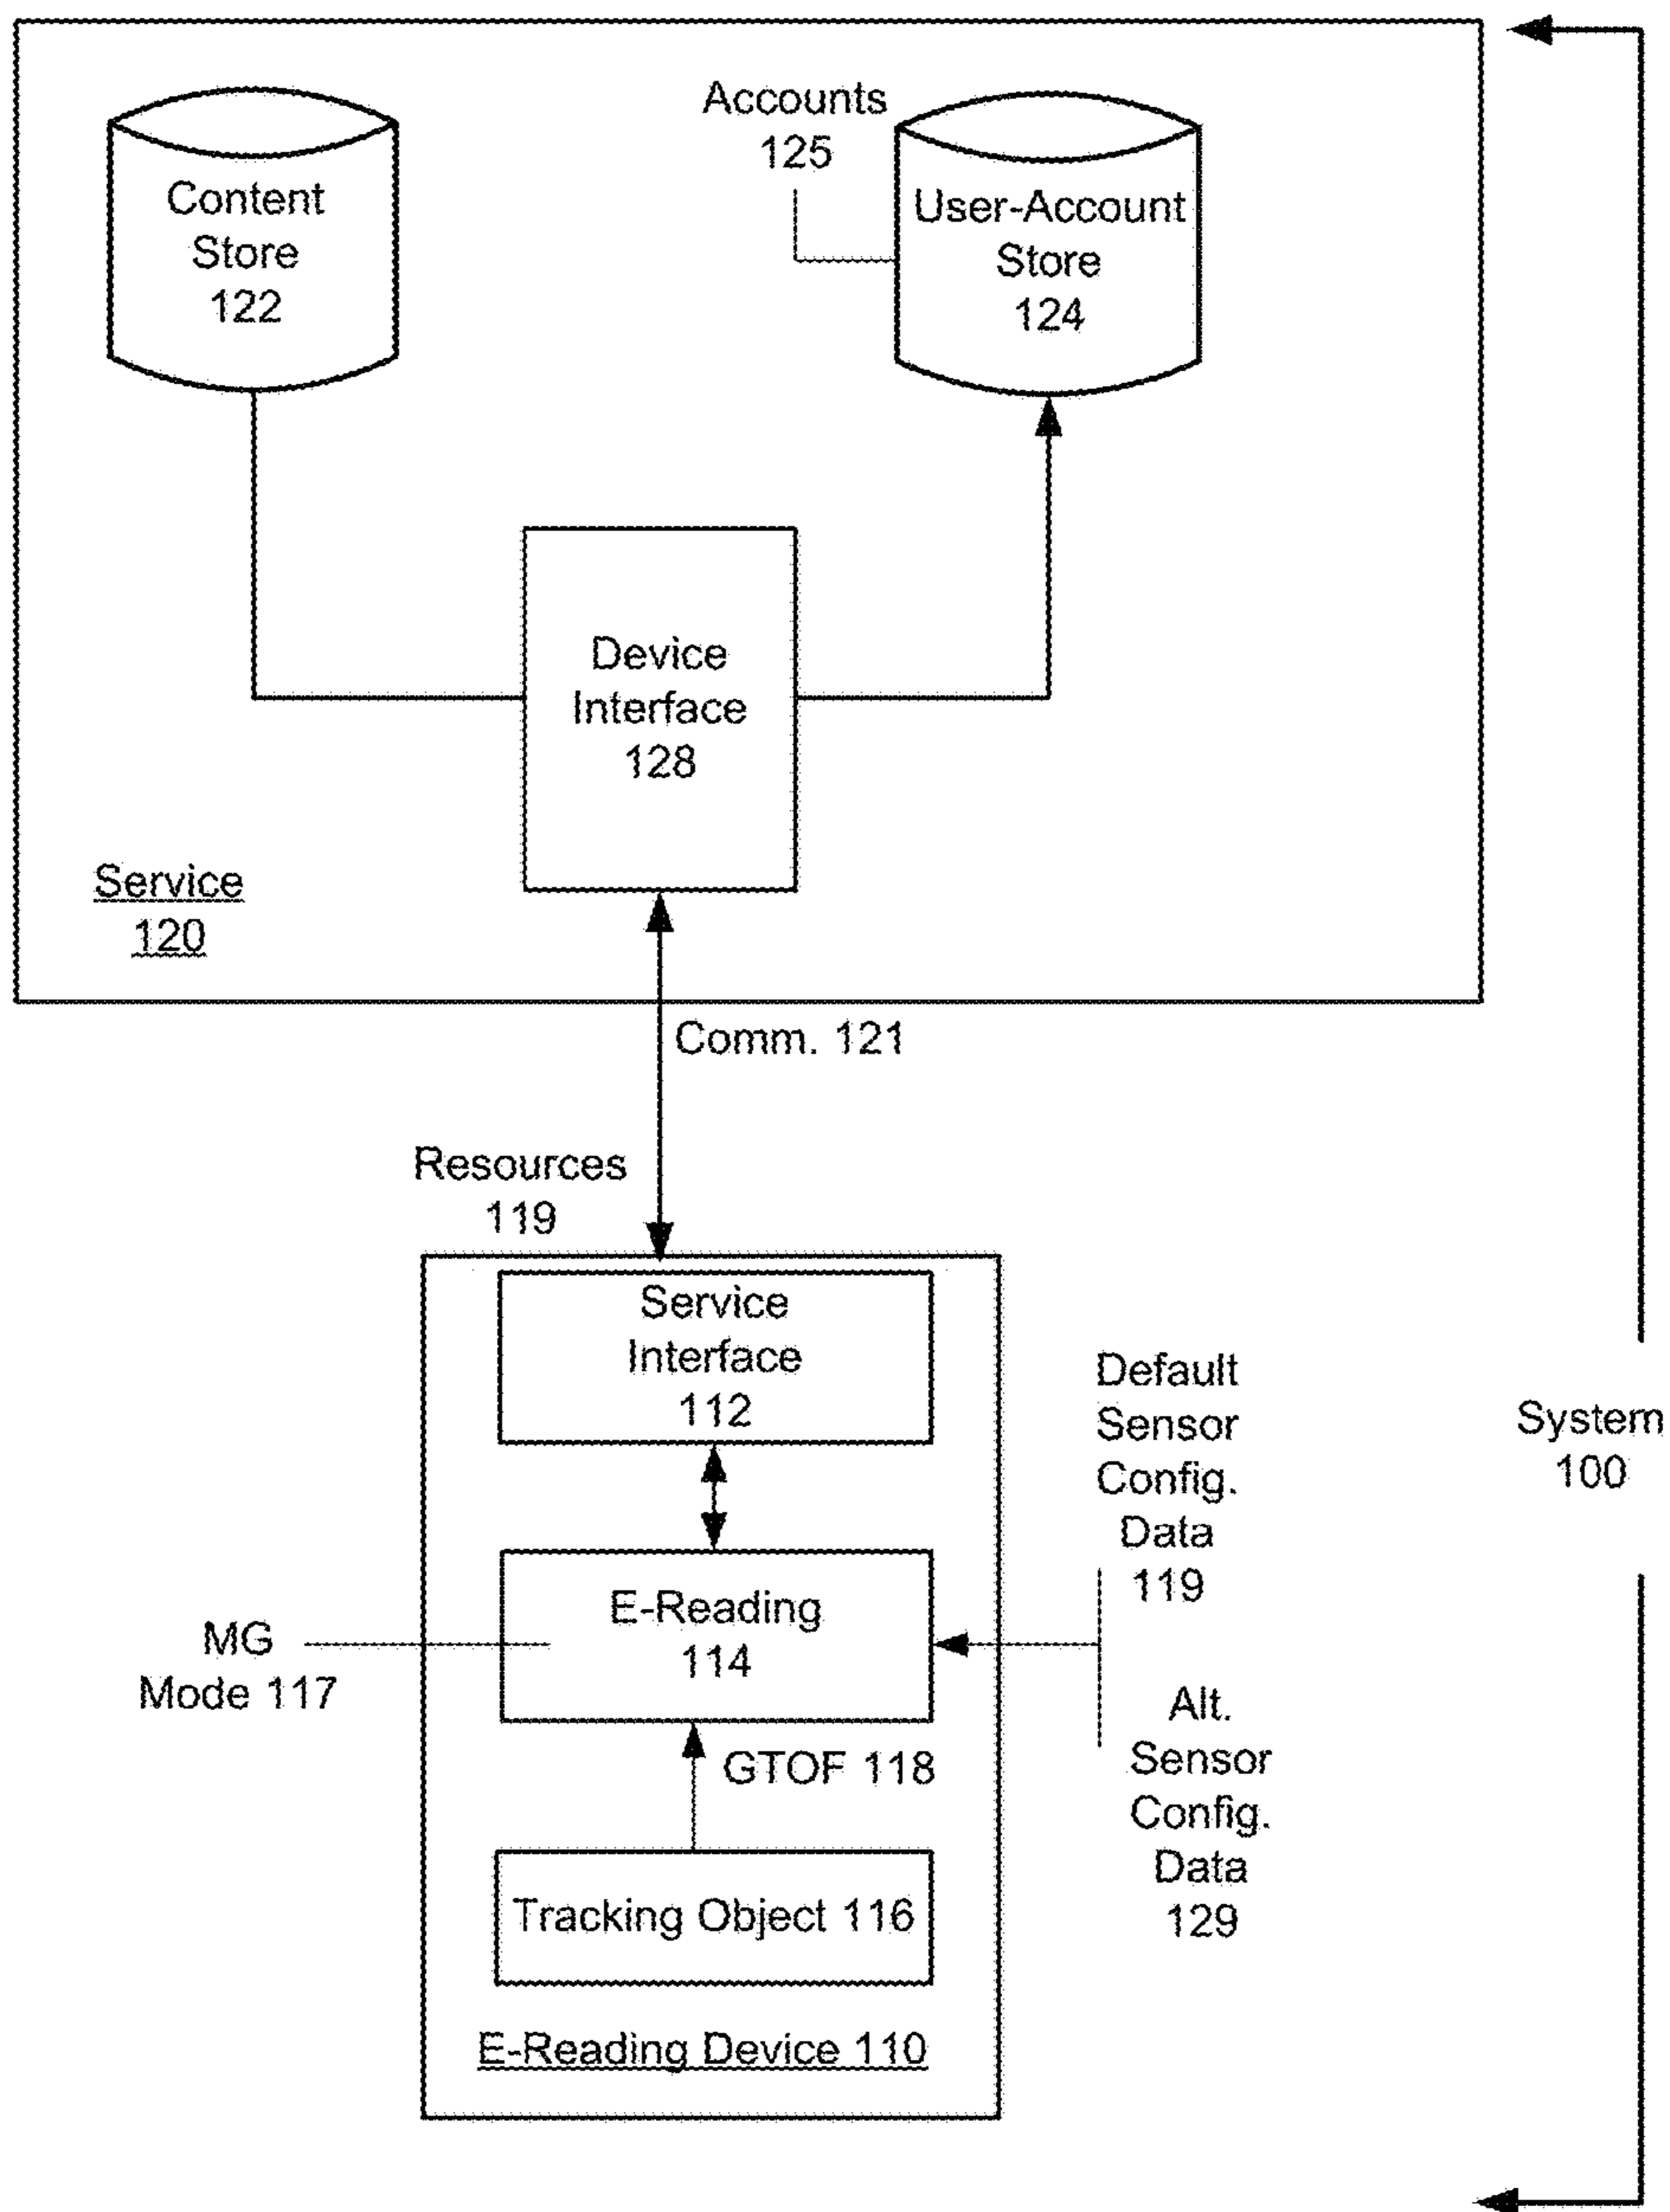 Content
Store
122
Accounts
125
User-Account
Store
124
Device
Interface
128
Service
120
Comm. 121
Resources
119
Service
Interface
112
Default
Sensor
Config.
Data
119
System
100
E-Reading
114
MG
Mode 117
Alt.
Sensor
Config.
Data
129
GTOF 118
Tracking Object 116
E-Reading Device 110